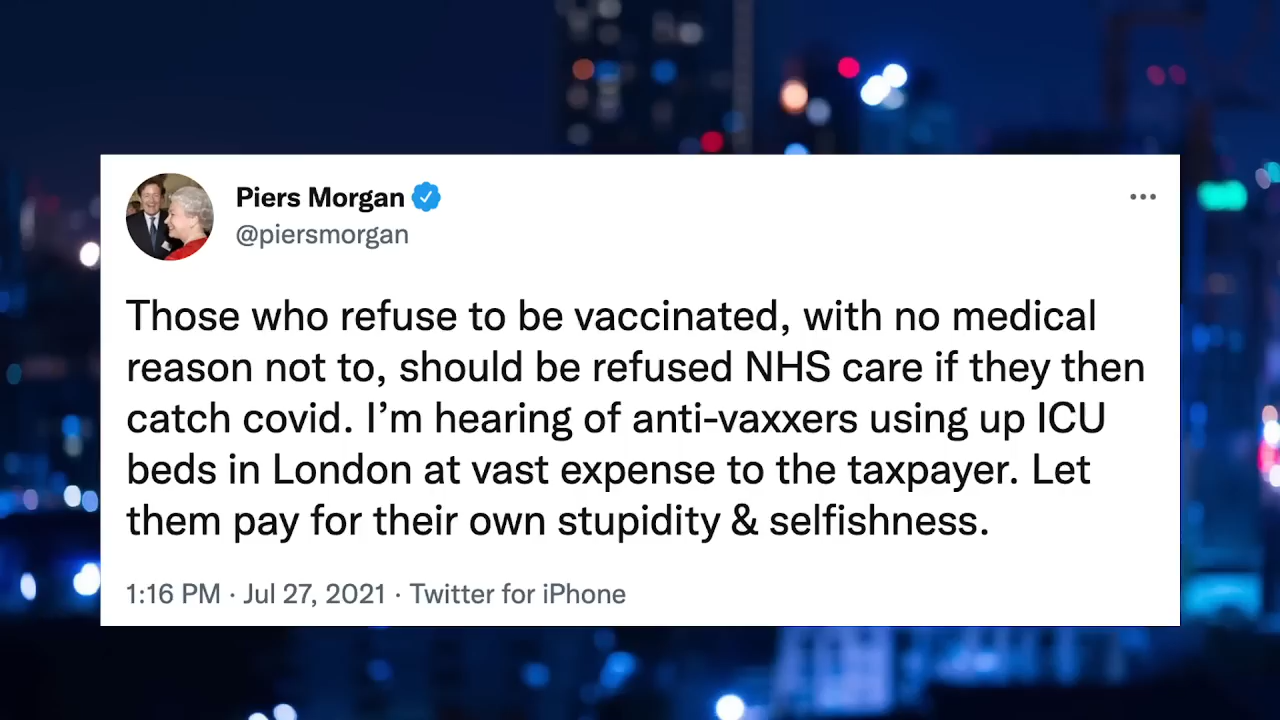 Piers Morgan
@piersmorgan
Those who refuse to be vaccinated, with no medical
reason not to, should be refused NHS care if they then
catch covid. I’m hearing of anti-vaxxers using up ICU
beds in London at vast expense to the taxpayer. Let
them pay for their own stupidity & selfishness.
1:16 PM · Jul 27, 2021 · Twitter for iPhone